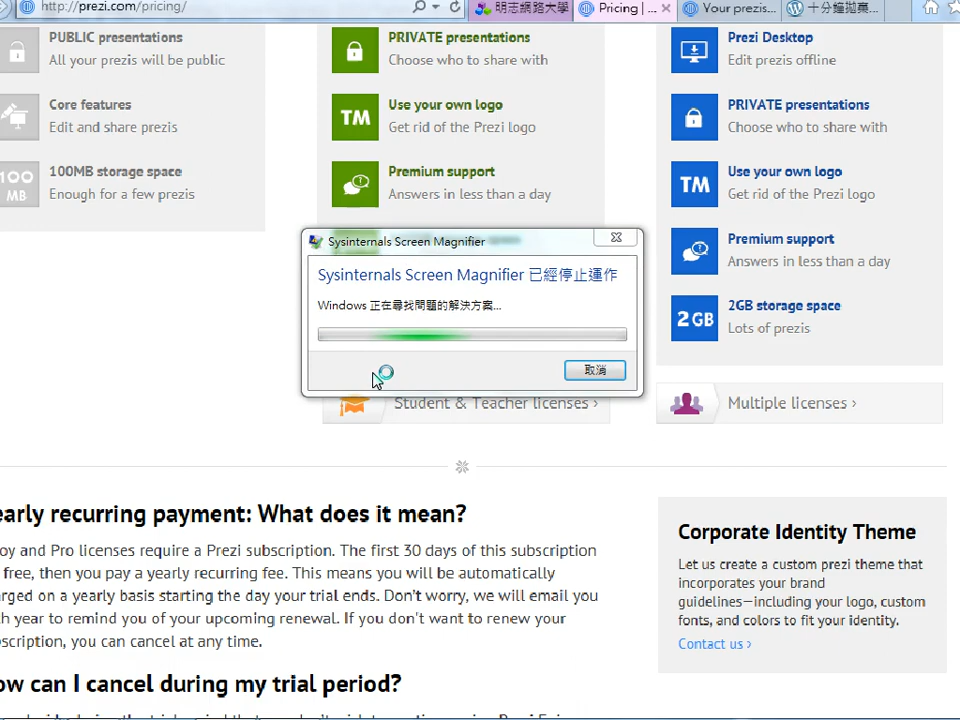 http://prezi.com/pricing/
明志網路大學
Pricing |...
Your prezis...
十分鐘拋棄...
PUBLIC presentations
All your prezis will be public
Core features
Edit and share prezis
100 MB
100MB storage space
Enough for a few prezis
PRIVATE presentations
Choose who to share with
TM
Use your own logo
Get rid of the Prezi logo
Premium support
Answers in less than a day
Prezi Desktop
Edit prezis offline
PRIVATE presentations
Choose who to share with
TM
Use your own logo
Get rid of the Prezi logo
Premium support
Answers in less than a day
2GB
2GB storage space
Lots of prezis
Sysinternals Screen Magnifier
Sysinternals Screen Magnifier 已經停止運作
Windows 正在尋找問題的解決方案...
取消
Student & Teacher licenses ›
Multiple licenses ›
early recurring payment: What does it mean?
oy and Pro licenses require a Prezi subscription. The first 30 days of this subscription
free, then you pay a yearly recurring fee. This means you will be automatically
arged on a yearly basis starting the day your trial ends. Don't worry, we will email you
h year to remind you of your upcoming renewal. If you don't want to renew your
scription, you can cancel at any time.
ow can I cancel during my trial period?
Corporate Identity Theme
Let us create a custom prezi theme that
incorporates your brand
guidelines—including your logo, custom
fonts, and colors to fit your identity.
Contact us ›